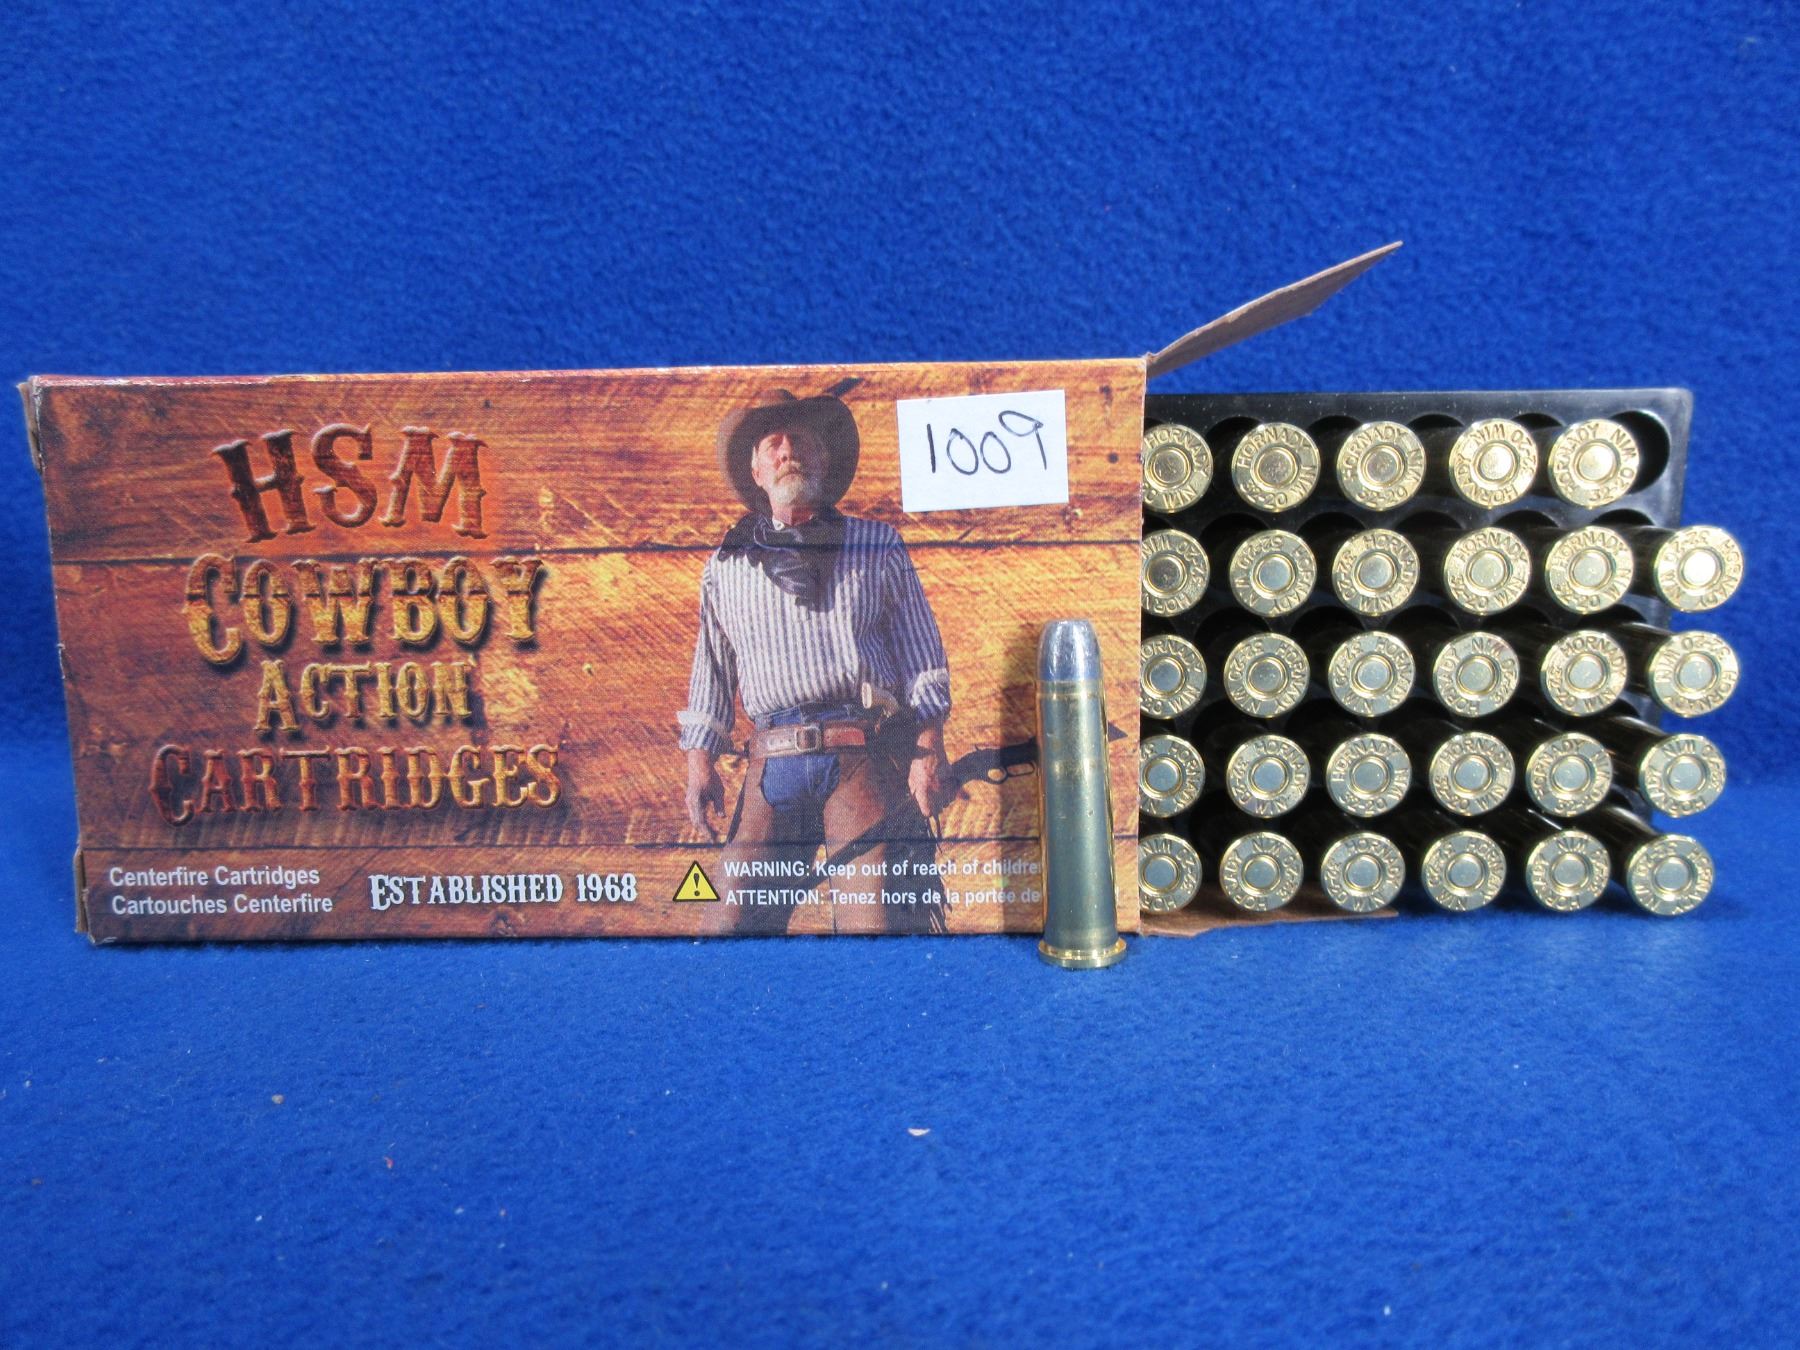 HSM
COWBOY
ACTION
CARTRIDGES
1009
Centerfire Cartridges
Cartouches Centerfire
ESTABLISHED 1968
WARNING: Keep out of reach of childre
ATTENTION: Tenez hors de la portée de
HORNADY
32-20 WIN